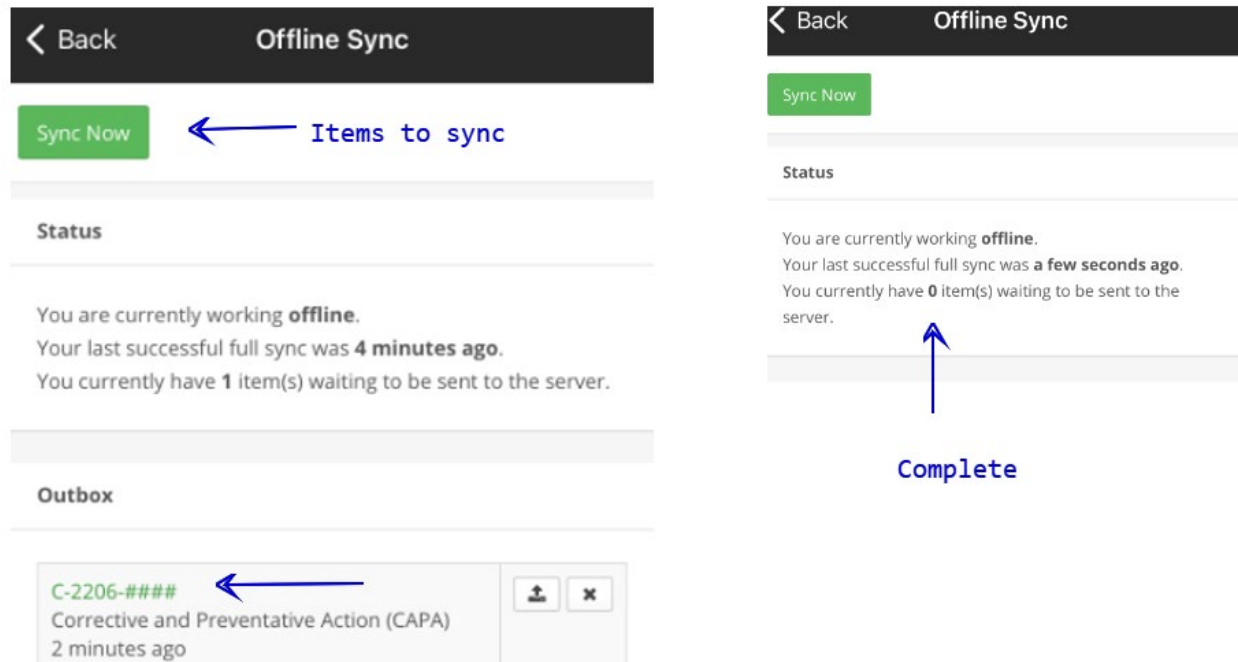 Back Offline Sync
Sync Now
Items to sync
Status
You are currently working offline.
Your last successful full sync was 4 minutes ago.
You currently have 1 item(s) waiting to be sent to the server.
Outbox
C-2206-####
Corrective and Preventative Action (CAPA)
2 minutes ago
Back Offline Sync
Sync Now
Status
You are currently working offline.
Your last successful full sync was a few seconds ago.
You currently have 0 item(s) waiting to be sent to the
server.
Complete